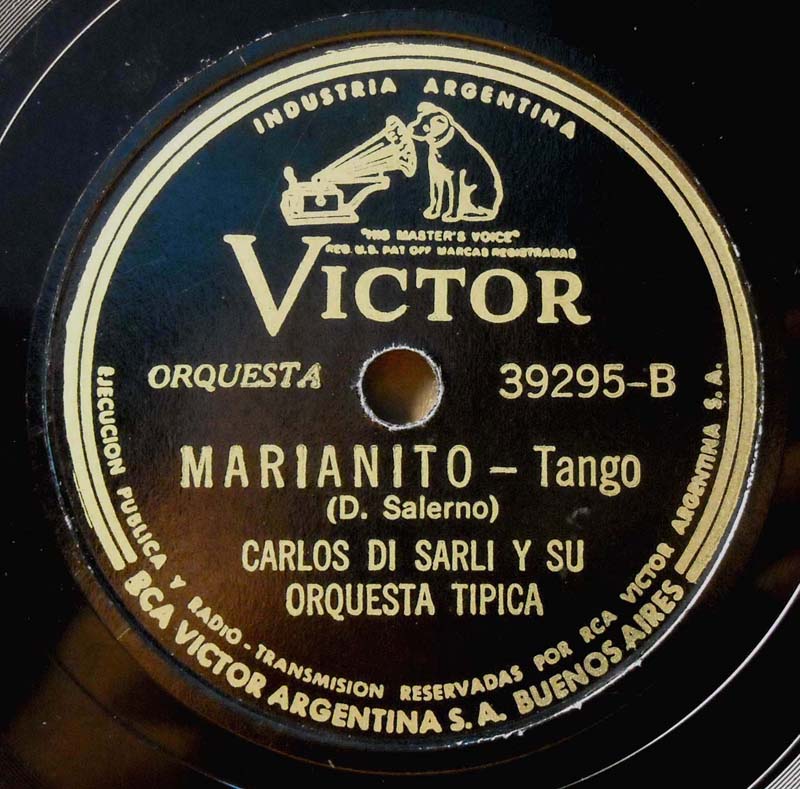 INDUSTRIA ARGENTINA
"HIS MASTER'S VOICE"
REG. U.S. PAT OFF MARCAS REGISTRADAS
VICTOR
ORQUESTA
39295-B
MARIANITO - Tango
(D. Salerno)
CARLOS DI SARLI Y SU
ORQUESTA TIPICA
EJECUCION PUBLICA Y RADIO-TRANSMISION RESERVADAS POR RCA VICTOR ARGENTINA S.A.
RCA VICTOR ARGENTINA S.A. BUENOS AIRES